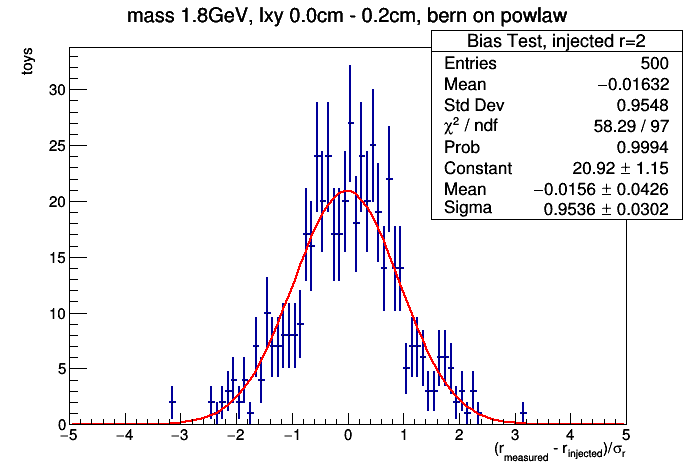 mass 1.8GeV, lxy 0.0cm - 0.2cm, bern on powlaw
Bias Test, injected r=2
Entries 500
Mean −0.01632
Std Dev 0.9548
χ² / ndf 58.29 / 97
Prob 0.9994
Constant 20.92 ± 1.15
Mean −0.0156 ± 0.0426
Sigma 0.9536 ± 0.0302
toys
30
25
20
15
10
5
0
−5 −4 −3 −2 −1 0 1 2 3 4 5
(r_measured - r_injected)/σ_r